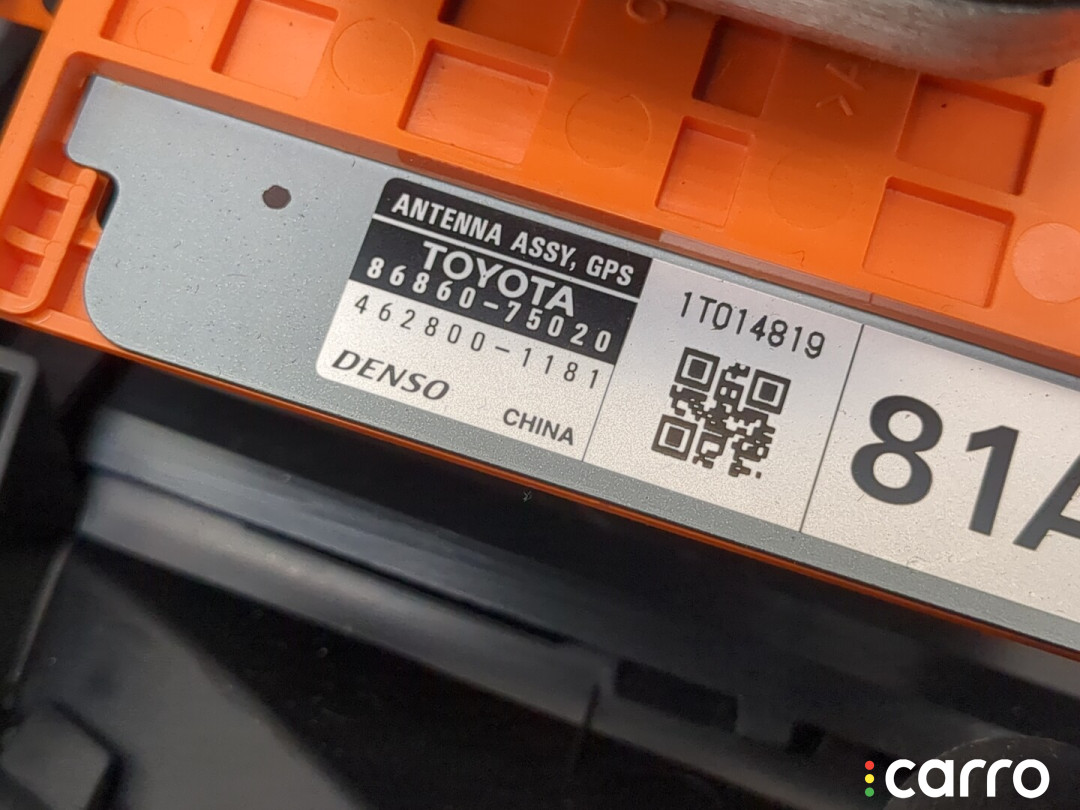 ANTENNA ASSY, GPS
TOYOTA
86860-75020
462800-1181
DENSO
CHINA
1T014819
81A
carro